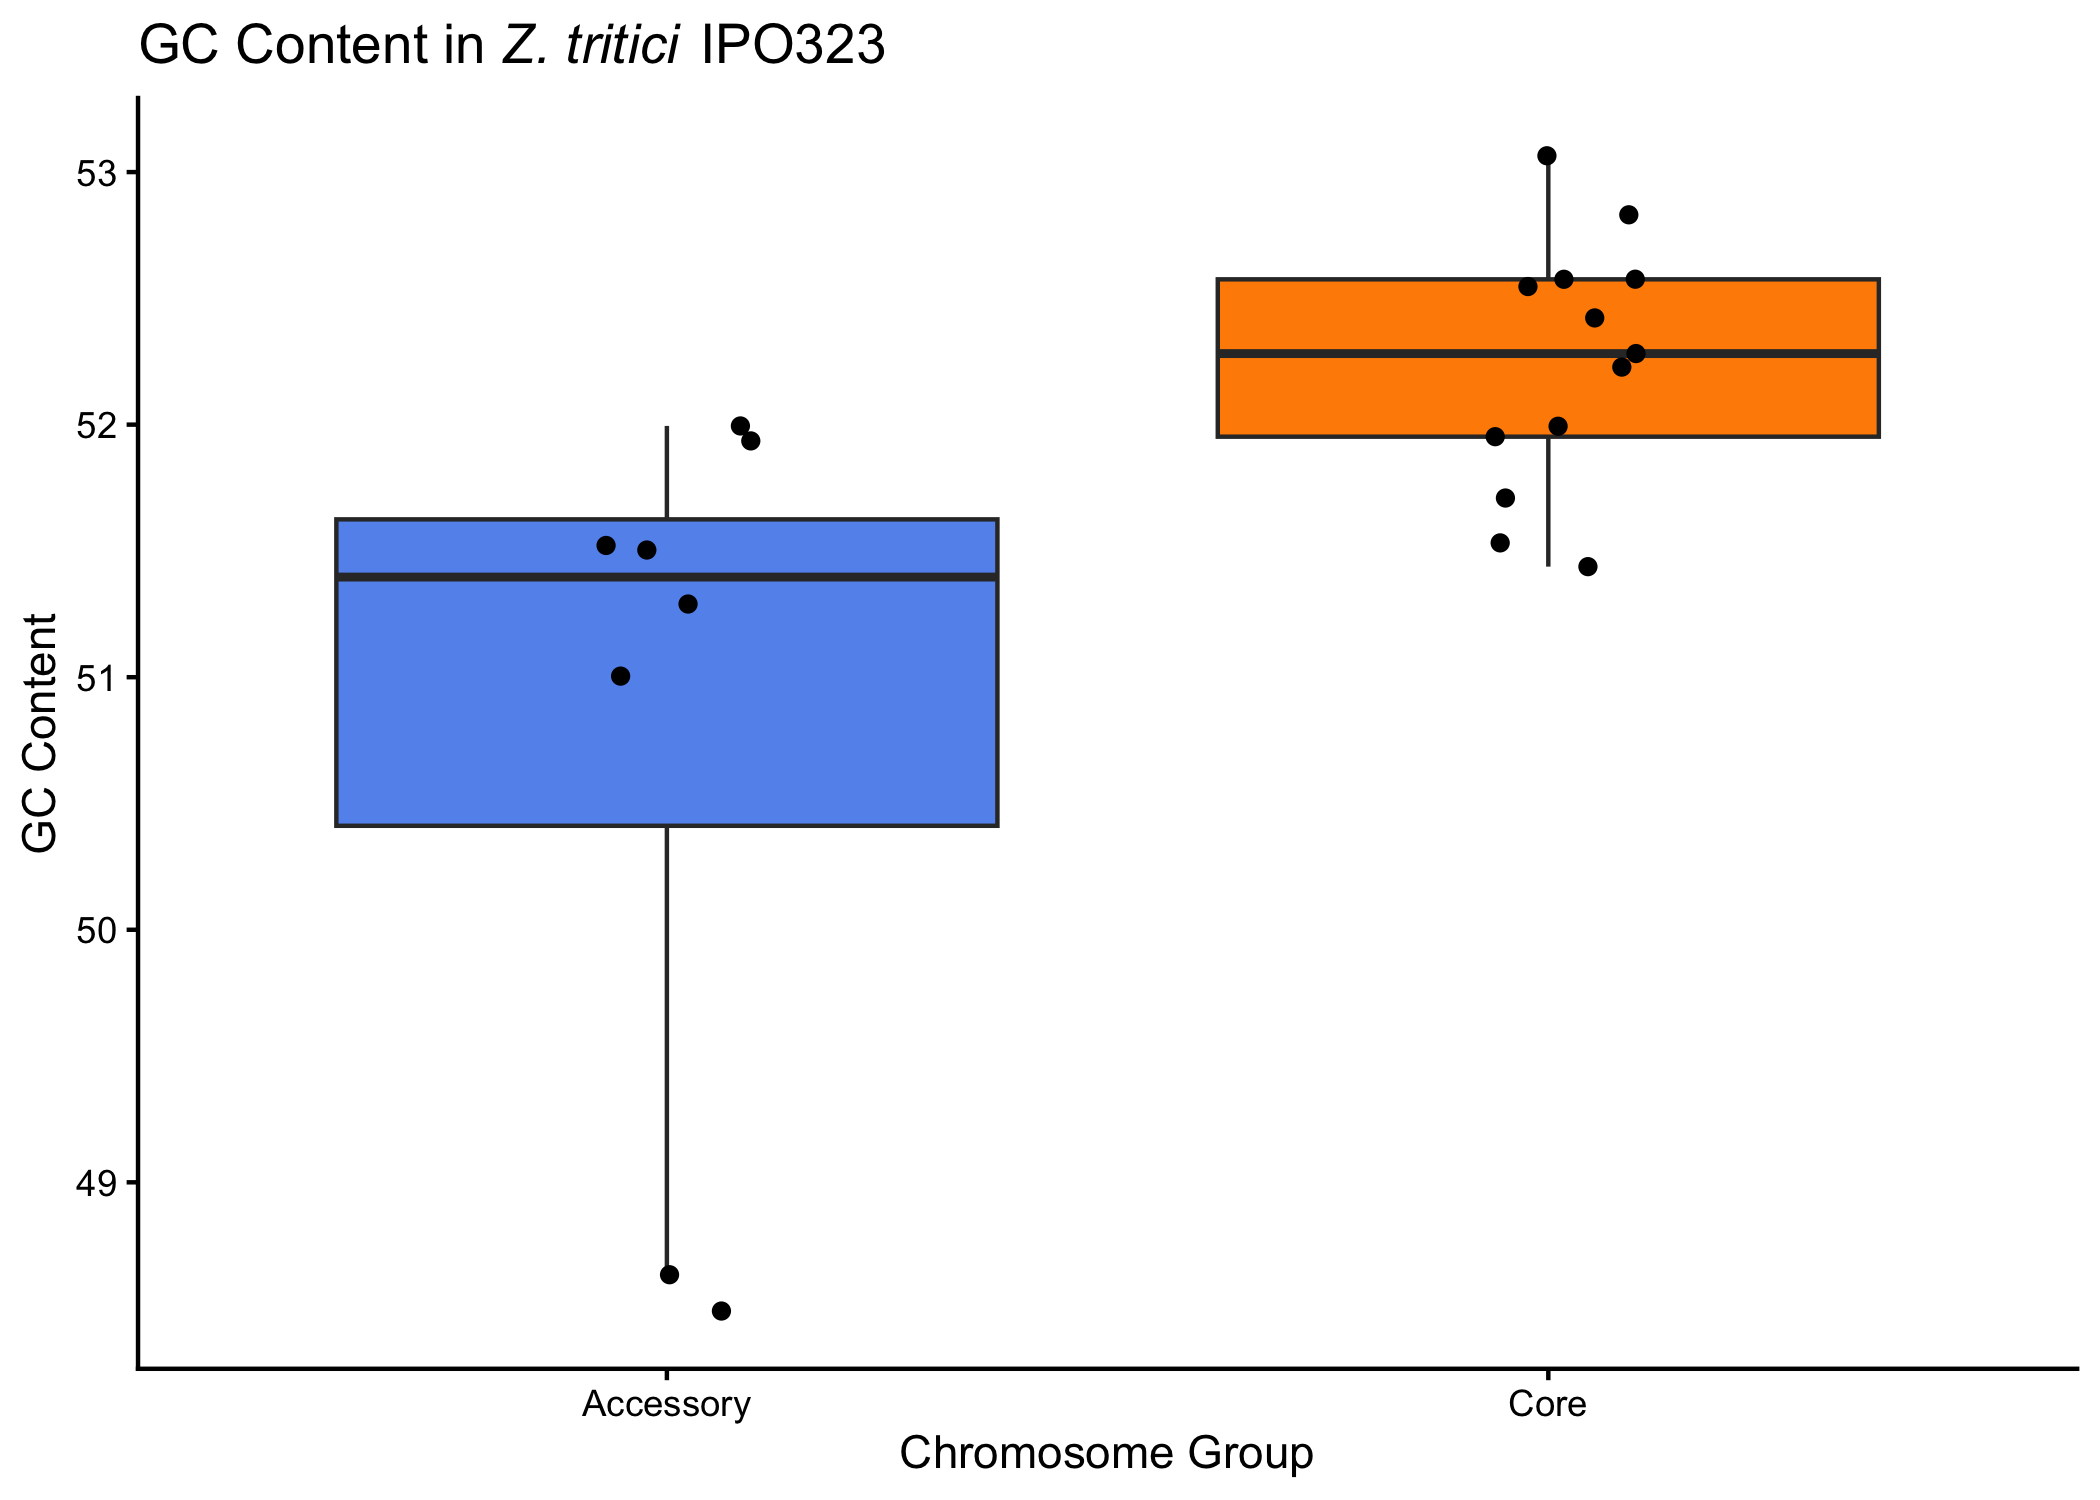 GC Content in Z. tritici IPO323
GC Content
53
52
51
50
49
Accessory
Core
Chromosome Group